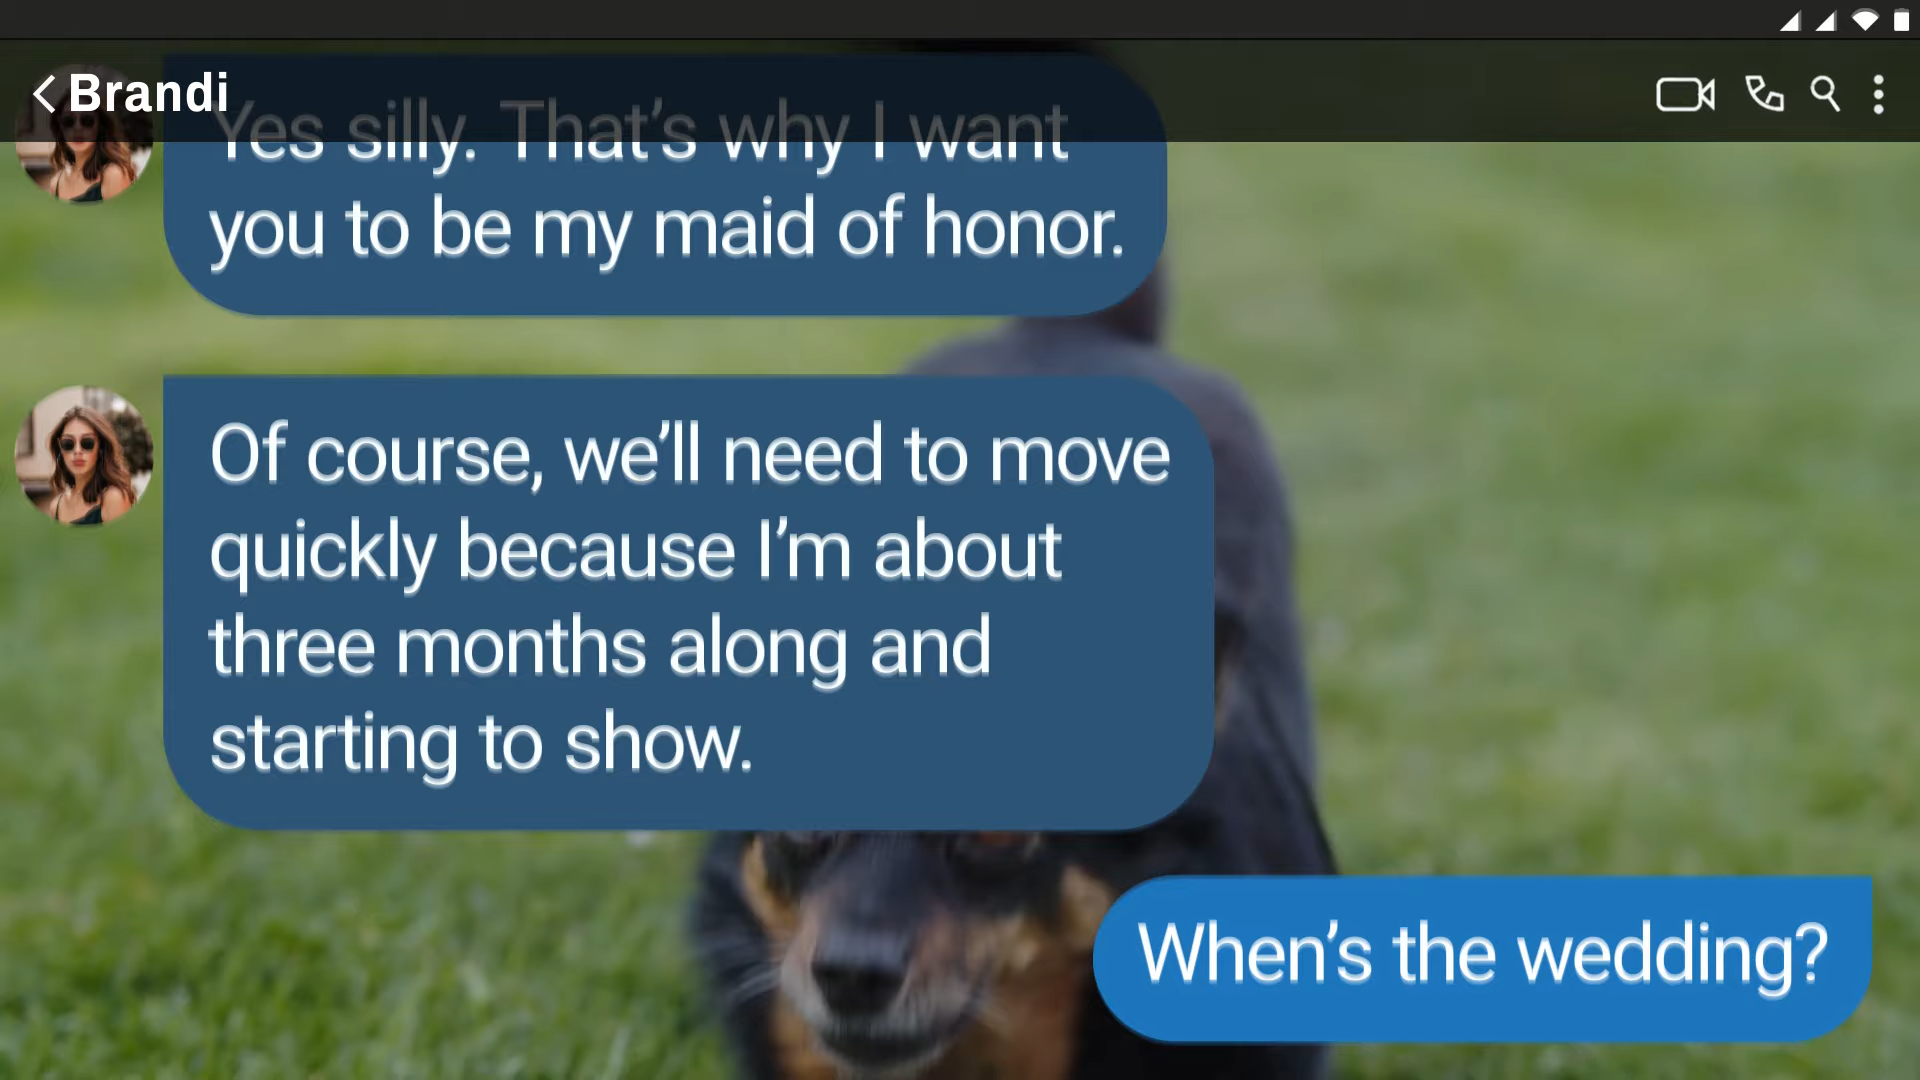 Brandi
Yes silly. That’s why I want
you to be my maid of honor.
Of course, we’ll need to move
quickly because I’m about
three months along and
starting to show.
When’s the wedding?